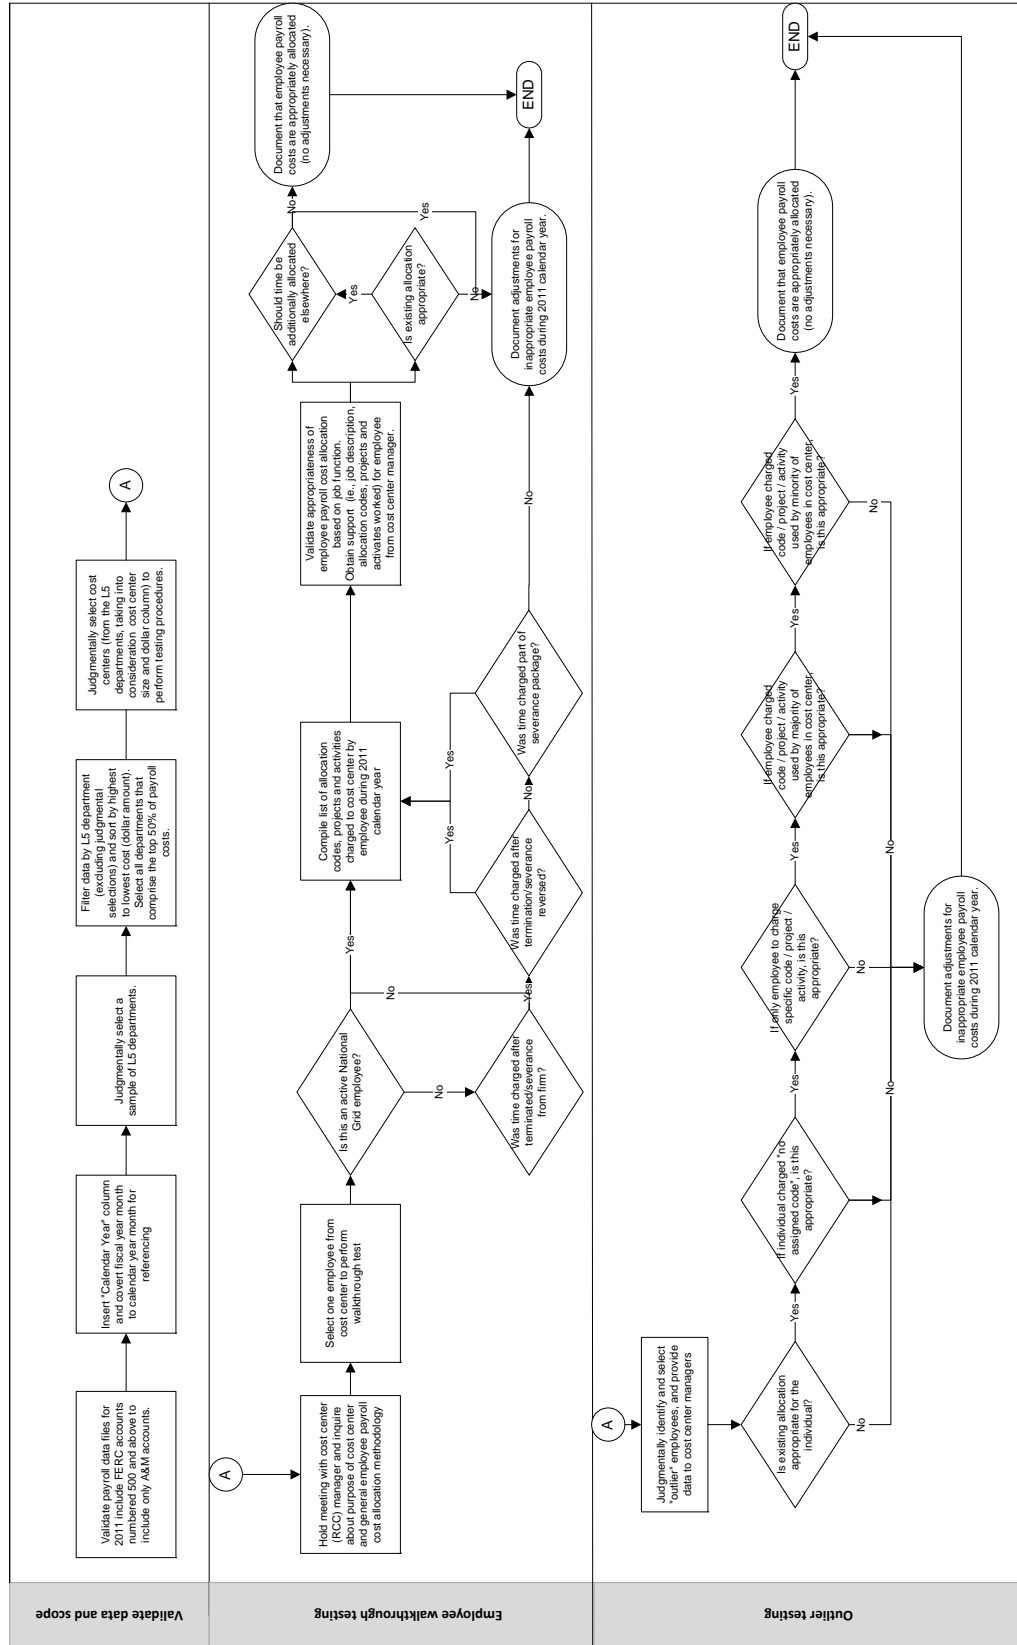 Validate data and scope
Validate payroll data files for
2011 include FERC accounts
numbered 500 and above to
include only A&M accounts.
Insert "Calendar Year" column
and covert fiscal year month
to calendar year month for
referencing
Judgmentally select a
sample of L5 departments.
Filter data by L5 department
(excluding judgmental
selections) and sort by highest
to lowest cost (dollar amount).
Select all departments that
comprise the top 50% of payroll
costs.
Judgmentally select cost
centers (from the L5
departments, taking into
consideration cost center
size and dollar column) to
perform testing procedures.
A
Employee walkthrough testing
A
Hold meeting with cost center
(RCC) manager and inquire
about purpose of cost center
and general employee payroll
cost allocation methodology
Select one employee from
cost center to perform
walkthrough test
Is this an active National
Grid employee?
Yes
No
No
Was time charged after
terminated/severance
from firm?
Yes
Was time charged after
termination/severance
reversed?
Yes
No
Was time charged part of
severance package?
Yes
No
Compile list of allocation
codes, projects and activities
charged to cost center by
employee during 2011
calendar year
Validate appropriateness of
employee payroll cost allocation
based on job function.
Obtain support (ie., job description,
allocation codes, projects and
activates worked) for employee
from cost center manager.
Should time be
additionally allocated
elsewhere?
No
Yes
Yes
Is existing allocation
appropriate?
No
Document that employee payroll
costs are appropriately allocated
(no adjustments necessary).
Document adjustments for
inappropriate employee payroll
costs during 2011 calendar year.
END
Outlier testing
A
Judgmentally identify and select
"outlier" employees, and provide
data to cost center managers
Is existing allocation
appropriate for the
individual?
Yes
No
If individual charged "no
assigned code", is this
appropriate?
Yes
No
If only employee to charge
specific code / project /
activity, is this
appropriate?
Yes
No
If employee charged
code / project / activity
used by majority of
employees in cost center,
is this appropriate?
Yes
No
If employee charged
code / project / activity
used by minority of
employees in cost center,
is this appropriate?
Yes
No
Document that employee payroll
costs are appropriately allocated
(no adjustments necessary).
Document adjustments for
inappropriate employee payroll
costs during 2011 calendar year.
END